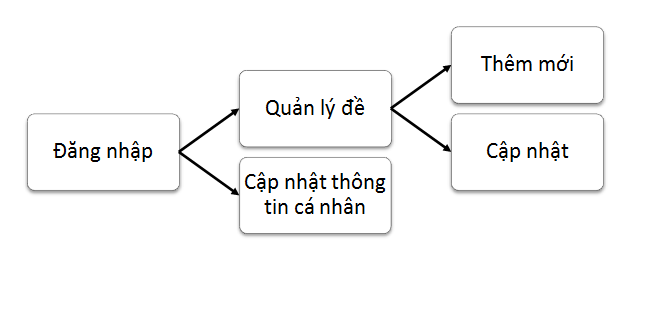 Đăng nhập
Quản lý đề
Cập nhật thông
tin cá nhân
Thêm mới
Cập nhật